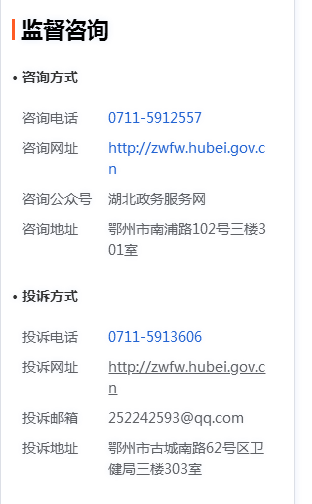 监督咨询
• 咨询方式
咨询电话 0711-5912557
咨询网址 http://zwfw.hubei.gov.c
n
咨询公众号 湖北政务服务网
咨询地址 鄂州市南浦路102号三楼3
01室
• 投诉方式
投诉电话 0711-5913606
投诉网址 http://zwfw.hubei.gov.c
n
投诉邮箱 252242593@qq.com
投诉地址 鄂州市古城南路62号区卫
健局三楼303室